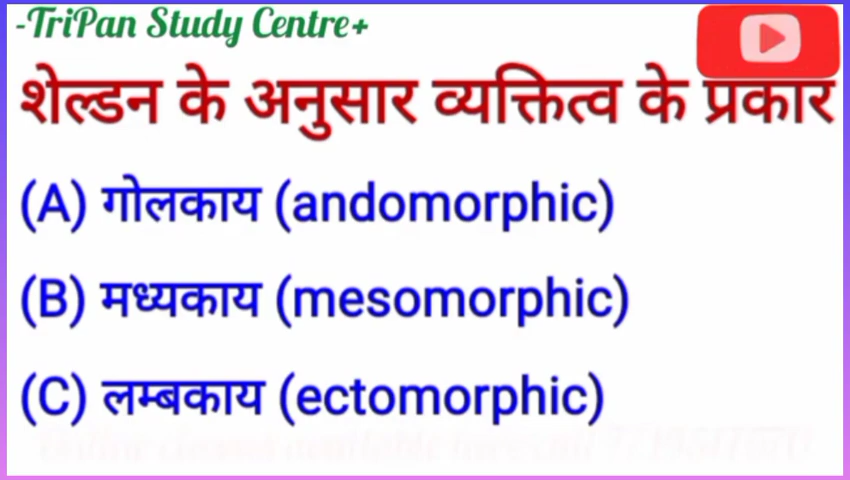 -TriPan Study Centre+
शेल्डन के अनुसार व्यक्तित्व के प्रकार
(A) गोलकाय (andomorphic)
(B) मध्यकाय (mesomorphic)
(C) लम्बकाय (ectomorphic)